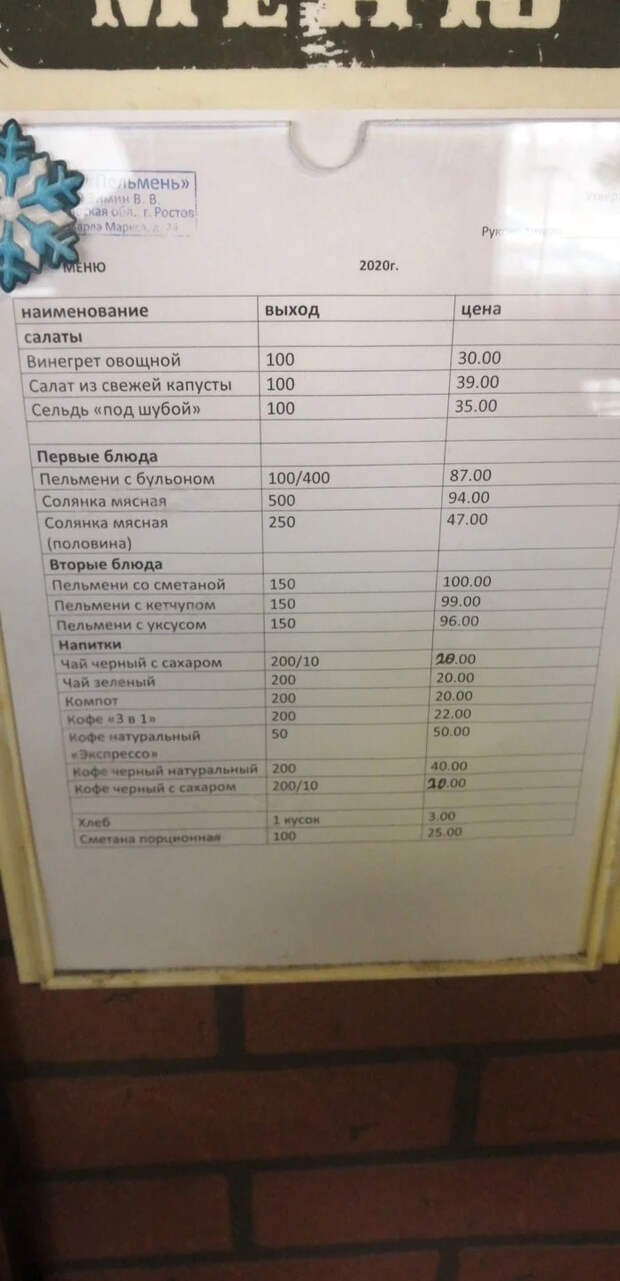 МЕНЮ
Пельмень»
В. В.
обл. г. Ростов
МЕНЮ 2020г.
наименование выход цена
салаты
Винегрет овощной 100 30.00
Салат из свежей капусты 100 39.00
Сельдь «под шубой» 100 35.00
Первые блюда
Пельмени с бульоном 100/400 87.00
Солянка мясная 500 94.00
Солянка мясная 250 47.00
(половина)
Вторые блюда
Пельмени со сметаной 150 100.00
Пельмени с кетчупом 150 99.00
Пельмени с уксусом 150 96.00
Напитки
Чай черный с сахаром 200/10 20.00
Чай зеленый 200 20.00
Компот 200 20.00
Кофе «3 в 1» 200 22.00
Кофе натуральный 50 50.00
«Экспрессо»
Кофе черный натуральный 200 40.00
Кофе черный с сахаром 200/10 20.00
Хлеб 1 кусок 3.00
Сметана порционная 100 25.00